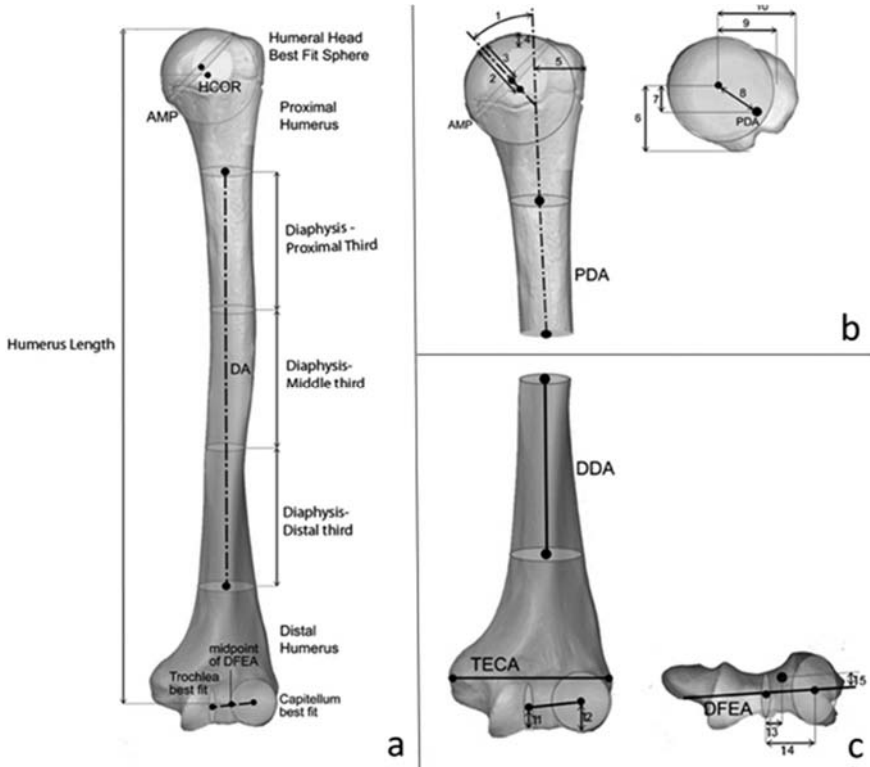 Humeral Head
Best Fit Sphere
HCOR
AMP
Proximal
Humerus
Diaphysis -
Proximal Third
Humerus Length
DA
Diaphysis-
Middle third
Diaphysis-
Distal third
Distal
Humerus
midpoint
of DFEA
Trochlea
best fit
Capitellum
best fit
a
1
4
3
2
5
AMP
PDA
10
9
8
7
6
PDA
b
DDA
TECA
11
12
15
DFEA
13
14
c